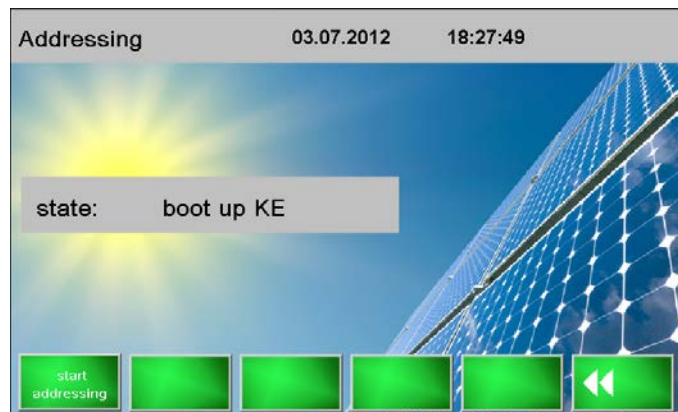 Addressing 03.07.2012 18:27:49
state: boot up KE
start
addressing